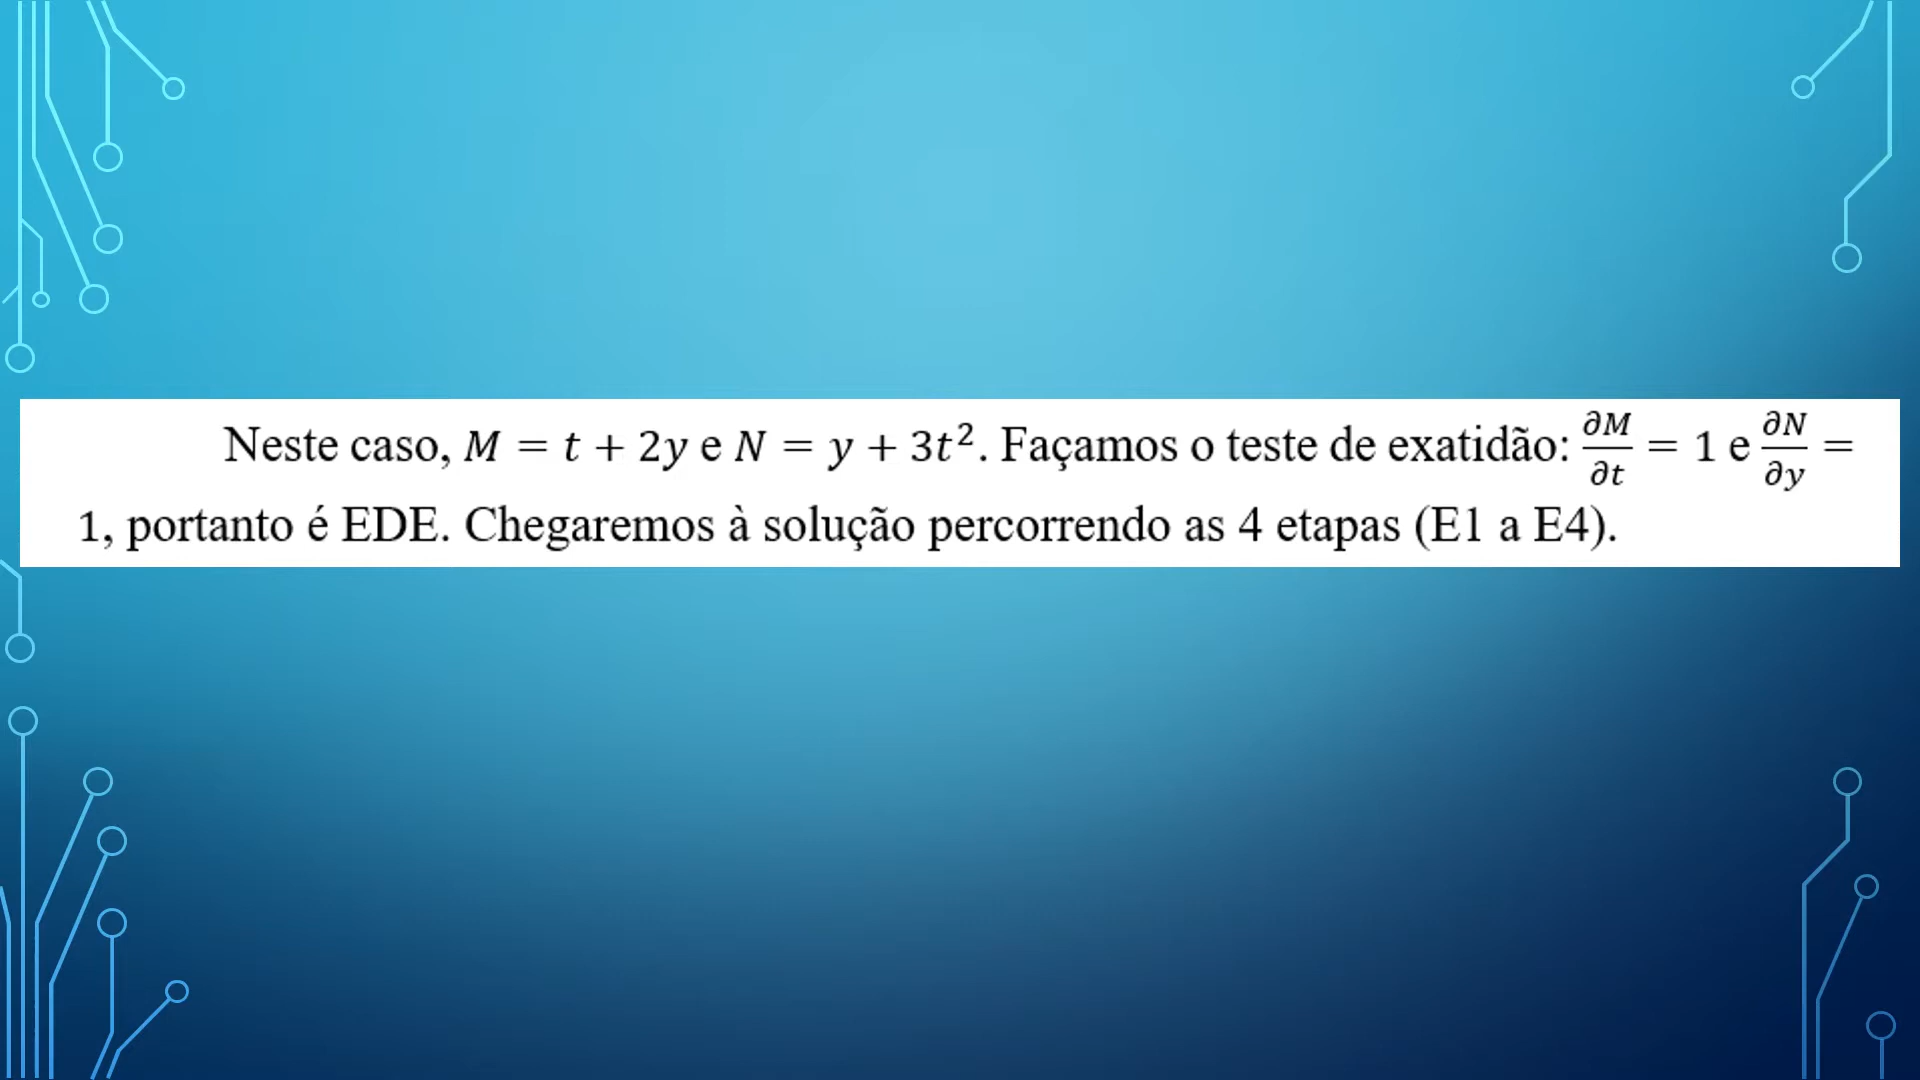 Neste caso, M = t + 2y e N = y + 3t². Façamos o teste de exatidão: ∂M/∂t = 1 e ∂N/∂y =
1, portanto é EDE. Chegaremos à solução percorrendo as 4 etapas (E1 a E4).